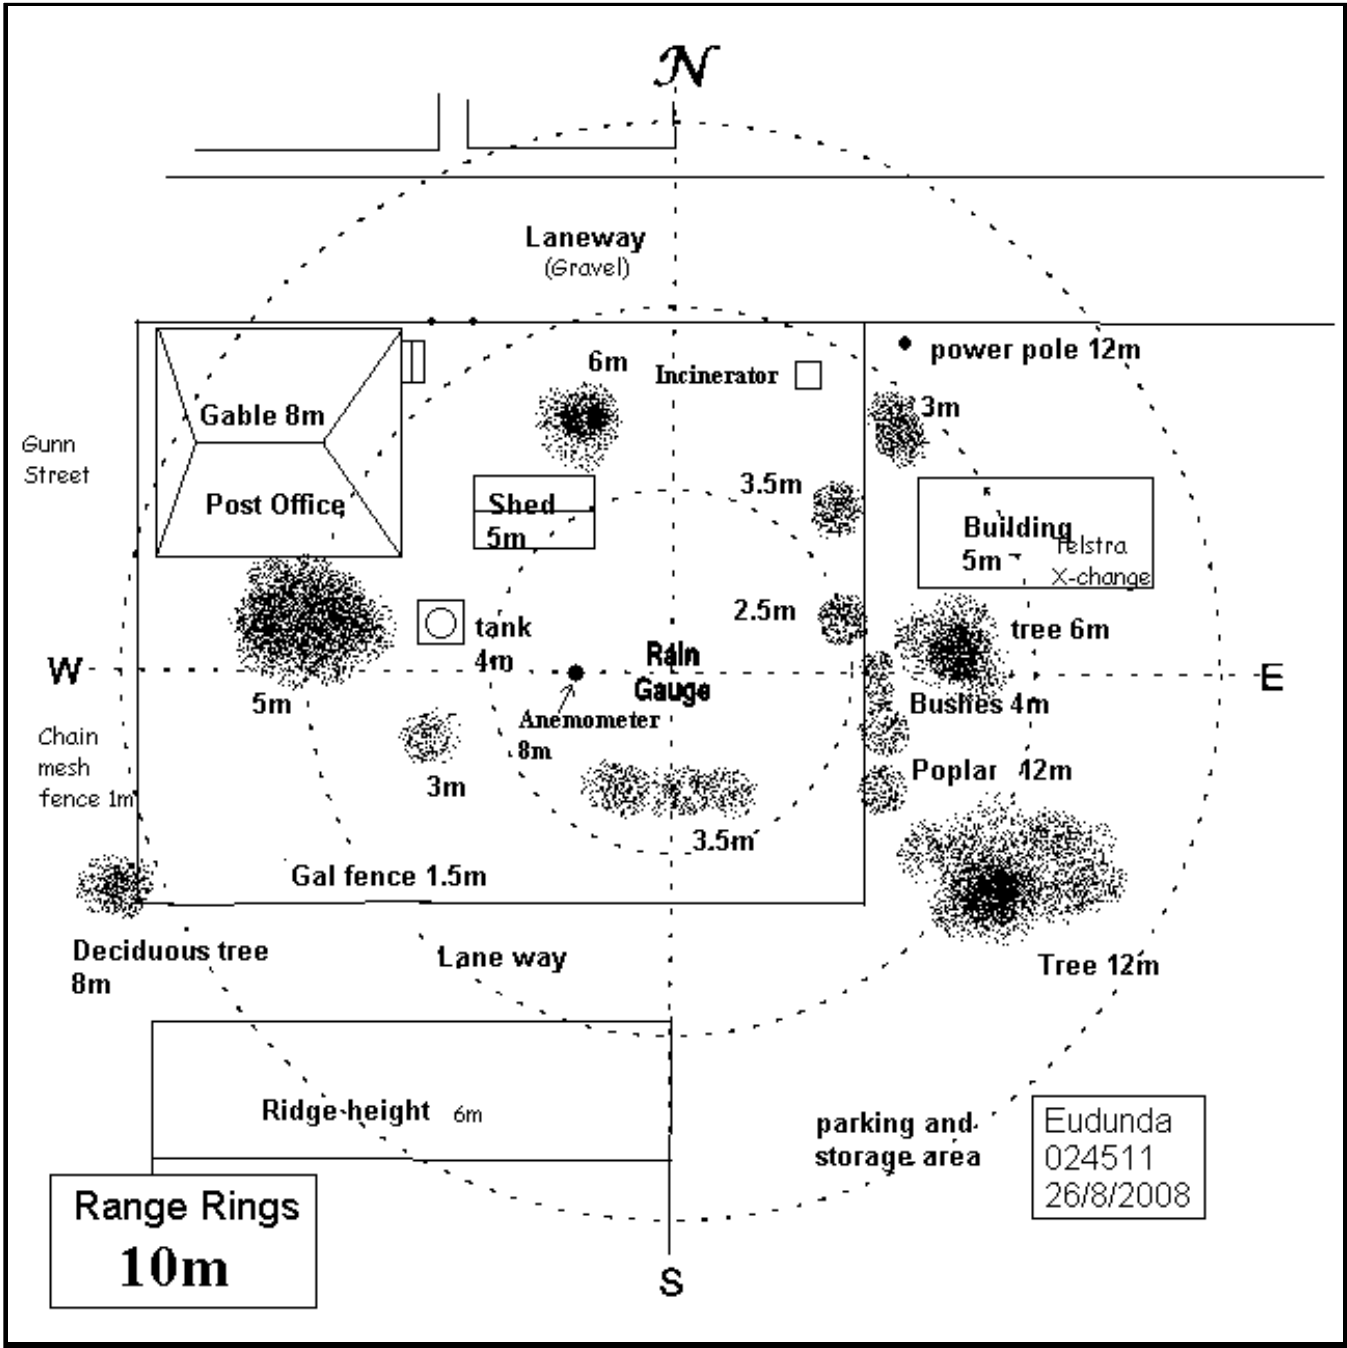 N
Laneway
(Gravel)
power pole 12m
6m
Incinerator
3m
Gable 8m
Gunn
Street
3.5m
Post Office
Shed
5m
Building
5m
Telstra
X-change
2.5m
tank
4m
tree 6m
Rain
Gauge
W
E
5m
Bushes 4m
Anemometer
8m
Chain
mesh
fence 1m
Poplar 12m
3m
3.5m
Gal fence 1.5m
Deciduous tree
8m
Lane way
Tree 12m
Ridge height 6m
parking and
storage area
Eudunda
024511
26/8/2008
Range Rings
10m
S